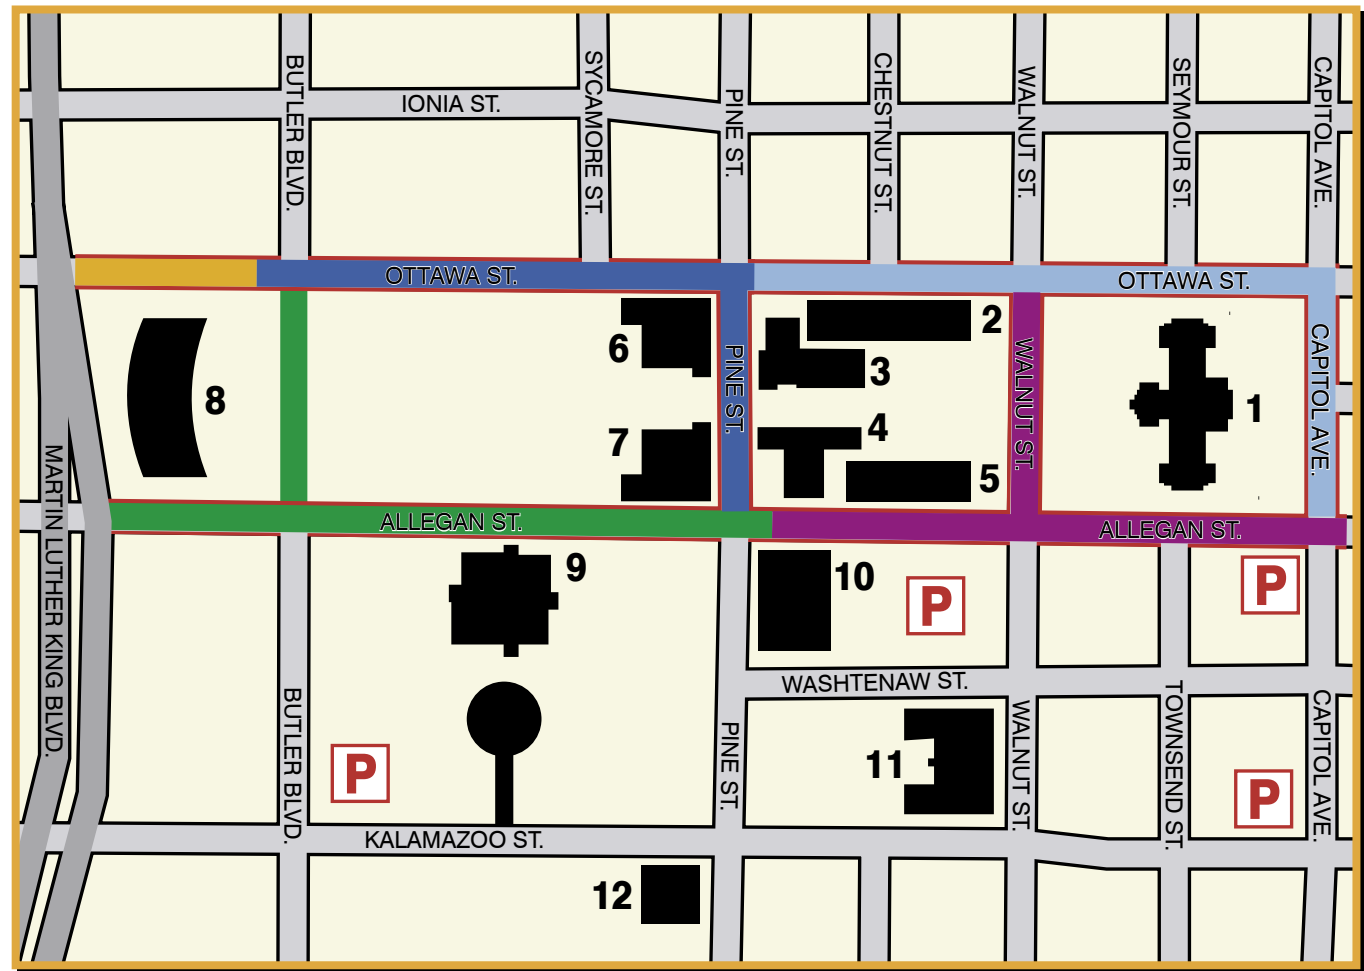 BUTLER BLVD.
IONIA ST.
SYCAMORE ST.
PINE ST.
CHESTNUT ST.
WALNUT ST.
SEYMOUR ST.
CAPITOL AVE.
OTTAWA ST.
OTTAWA ST.
8
6
7
PINE ST.
2
3
4
5
WALNUT ST.
1
CAPITOL AVE.
MARTIN LUTHER KING BLVD.
ALLEGAN ST.
ALLEGAN ST.
9
10
P
P
WASHTENAW ST.
BUTLER BLVD.
P
PINE ST.
11
WALNUT ST.
TOWNSEND ST.
P
CAPITOL AVE.
KALAMAZOO ST.
12